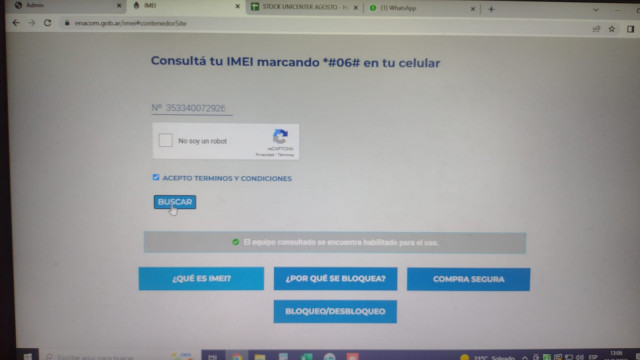 Admin
IMEI
STOCK UNICENTER AGOSTO - H
(1) WhatsApp
enacom.gob.ar/imei#contenedorSite
Consultá tu IMEI marcando *#06# en tu celular
Nº 353340072926
No soy un robot
reCAPTCHA
Privacidad - Términos
ACEPTO TERMINOS Y CONDICIONES
BUSCAR
El equipo consultado se encuentra habilitado para el uso.
¿QUÉ ES IMEI?
¿POR QUÉ SE BLOQUEA?
COMPRA SEGURA
BLOQUEO/DESBLOQUEO
Escribe aquí para buscar
Soleado
ESP
13:06